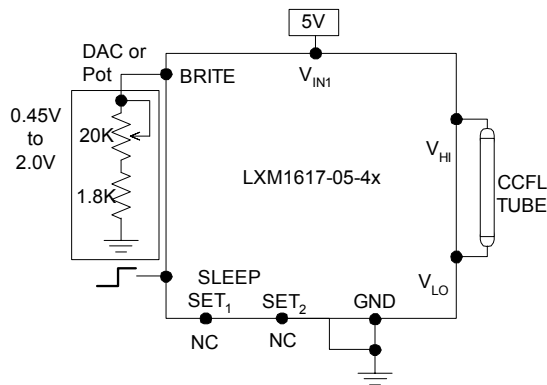 5V
DAC or
Pot
BRITE
V_IN1
0.45V
to
2.0V
20K
1.8K
V_HI
LXM1617-05-4x
CCFL
TUBE
SLEEP
V_LO
SET_1
SET_2
GND
NC
NC